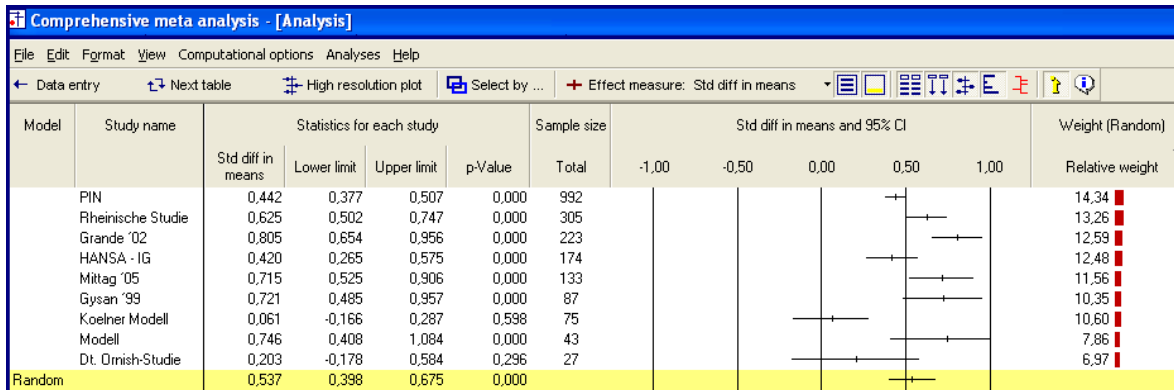 Comprehensive meta analysis - [Analysis]
File Edit Format View Computational options Analyses Help
← Data entry Next table High resolution plot Select by ... Effect measure: Std diff in means
Model Study name Statistics for each study Sample size Std diff in means and 95% CI Weight (Random)
Std diff in means Lower limit Upper limit p-Value Total -1,00 -0,50 0,00 0,50 1,00 Relative weight
PIN 0,442 0,377 0,507 0,000 992 14,34
Rheinische Studie 0,625 0,502 0,747 0,000 305 13,26
Grande ´02 0,805 0,654 0,956 0,000 223 12,59
HANSA - IG 0,420 0,265 0,575 0,000 174 12,48
Mittag ´05 0,715 0,525 0,906 0,000 133 11,56
Gysan ´99 0,721 0,485 0,957 0,000 87 10,35
Koelner Modell 0,061 -0,166 0,287 0,598 75 10,60
Modell 0,746 0,408 1,084 0,000 43 7,86
Dt. Ornish-Studie 0,203 -0,178 0,584 0,296 27 6,97
Random 0,537 0,398 0,675 0,000